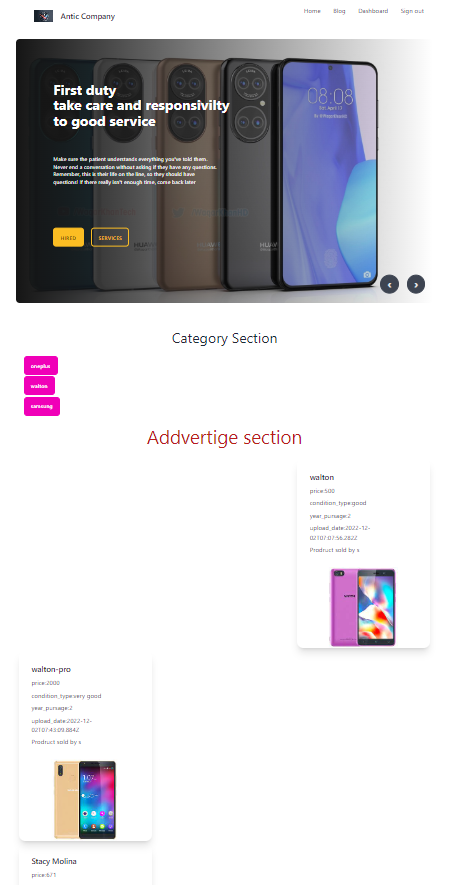 Antic Company
Home Blog Dashboard Sign out
First duty
take care and responsivilty
to good service
Make sure the patient understands everything you've told them.
Never end a conversation without asking if they have any questions.
Remember, this is their life on the line, so they should have
questions! If there really isn't enough time, come back later
HIRED
SERVICES
08:08
HUAWEI
Category Section
oneplus
walton
samsung
Addvertige section
walton
price:500
condition_type:good
year_pursage:2
upload_date:2022-12-
02T07:07:56.282Z
Prodruct sold by s
walton-pro
price:2000
condition_type:very good
year_pursage:2
upload_date:2022-12-
02T07:43:09.884Z
Prodruct sold by s
Stacy Molina
price:671